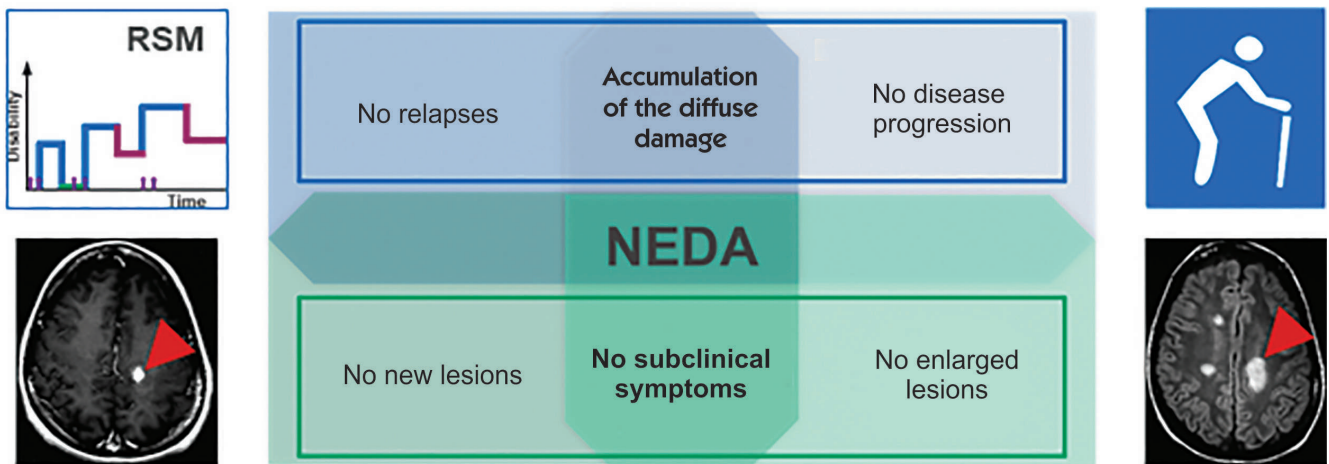 RSM
Disability
Time
No relapses
Accumulation
of the diffuse
damage
No disease
progression
NEDA
No new lesions
No subclinical
symptoms
No enlarged
lesions